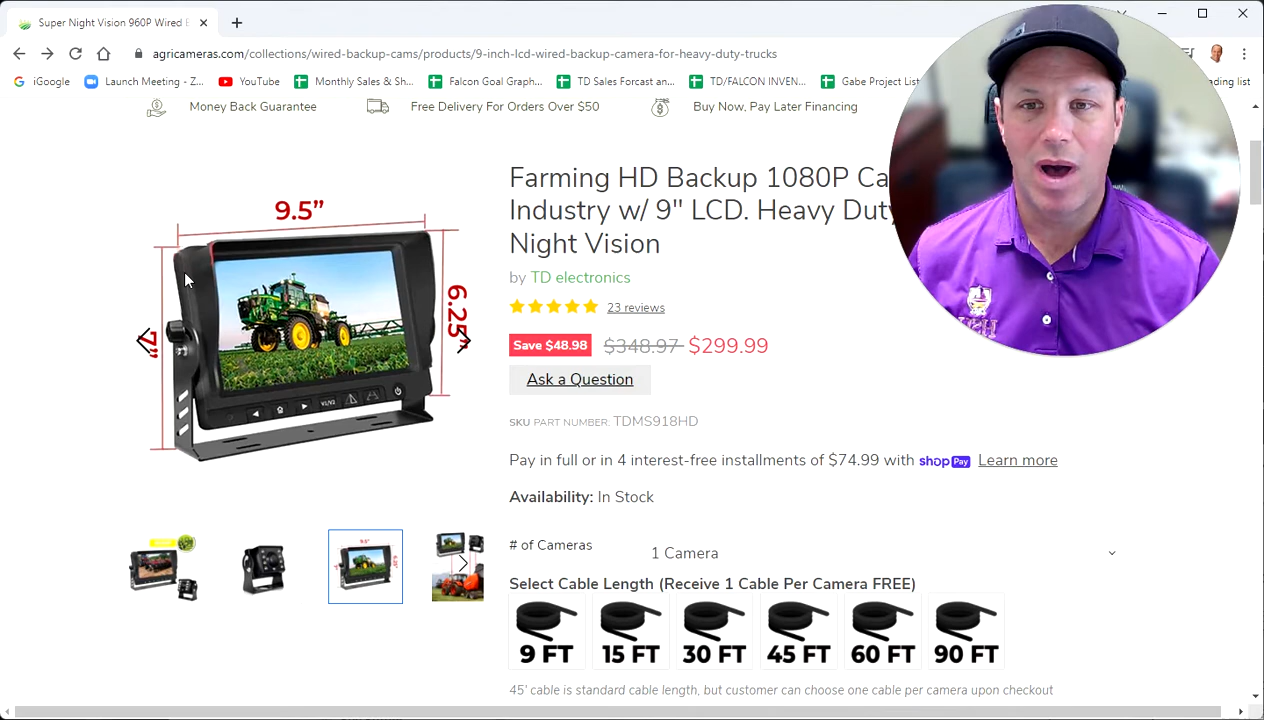 Super Night Vision 960P Wired
agricameras.com/collections/wired-backup-cams/products/9-inch-lcd-wired-backup-camera-for-heavy-duty-trucks
iGoogle Launch Meeting - Z... YouTube Monthly Sales & Sh... Falcon Goal Graph... TD Sales Forcast an... TD/FALCON INVEN... Gabe Project List ding list
Money Back Guarantee Free Delivery For Orders Over $50 Buy Now, Pay Later Financing
Farming HD Backup 1080P Ca
Industry w/ 9" LCD. Heavy Duty
Night Vision
by TD electronics
23 reviews
Save $48.98 $348.97 $299.99
Ask a Question
SKU PART NUMBER: TDMS918HD
Pay in full or in 4 interest-free installments of $74.99 with shop Pay Learn more
Availability: In Stock
# of Cameras 1 Camera
Select Cable Length (Receive 1 Cable Per Camera FREE)
9 FT 15 FT 30 FT 45 FT 60 FT 90 FT
45' cable is standard cable length, but customer can choose one cable per camera upon checkout
9.5”
6.25”
7”
V1/V2